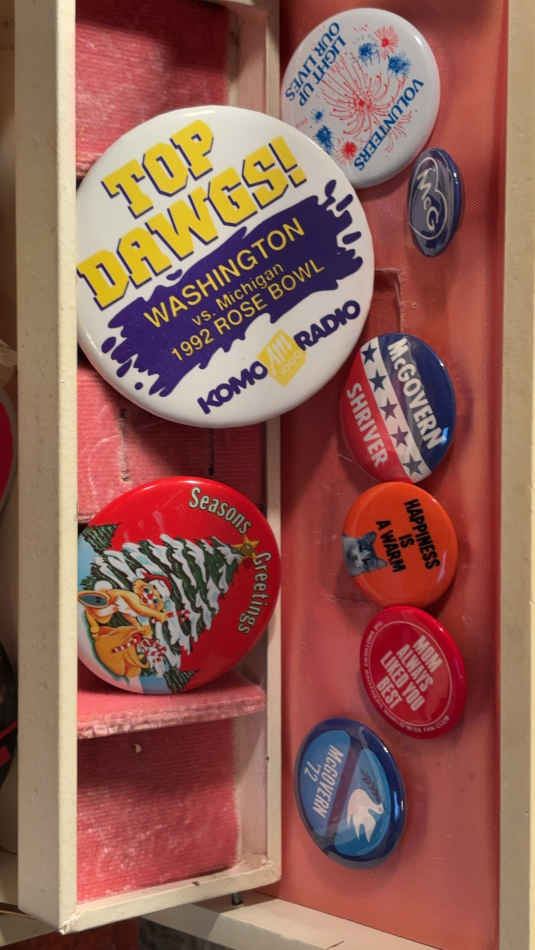 VOLUNTEERS
LIGHT UP
OUR LIVES
McG
TOP
DAWGS!
WASHINGTON
vs. Michigan
1992 ROSE BOWL
KOMO
RADIO
McGOVERN
SHRIVER
HAPPINESS
IS
A WARM
Seasons Greetings
MOM
ALWAYS
LIKED YOU
BEST
McGOVERN
'72